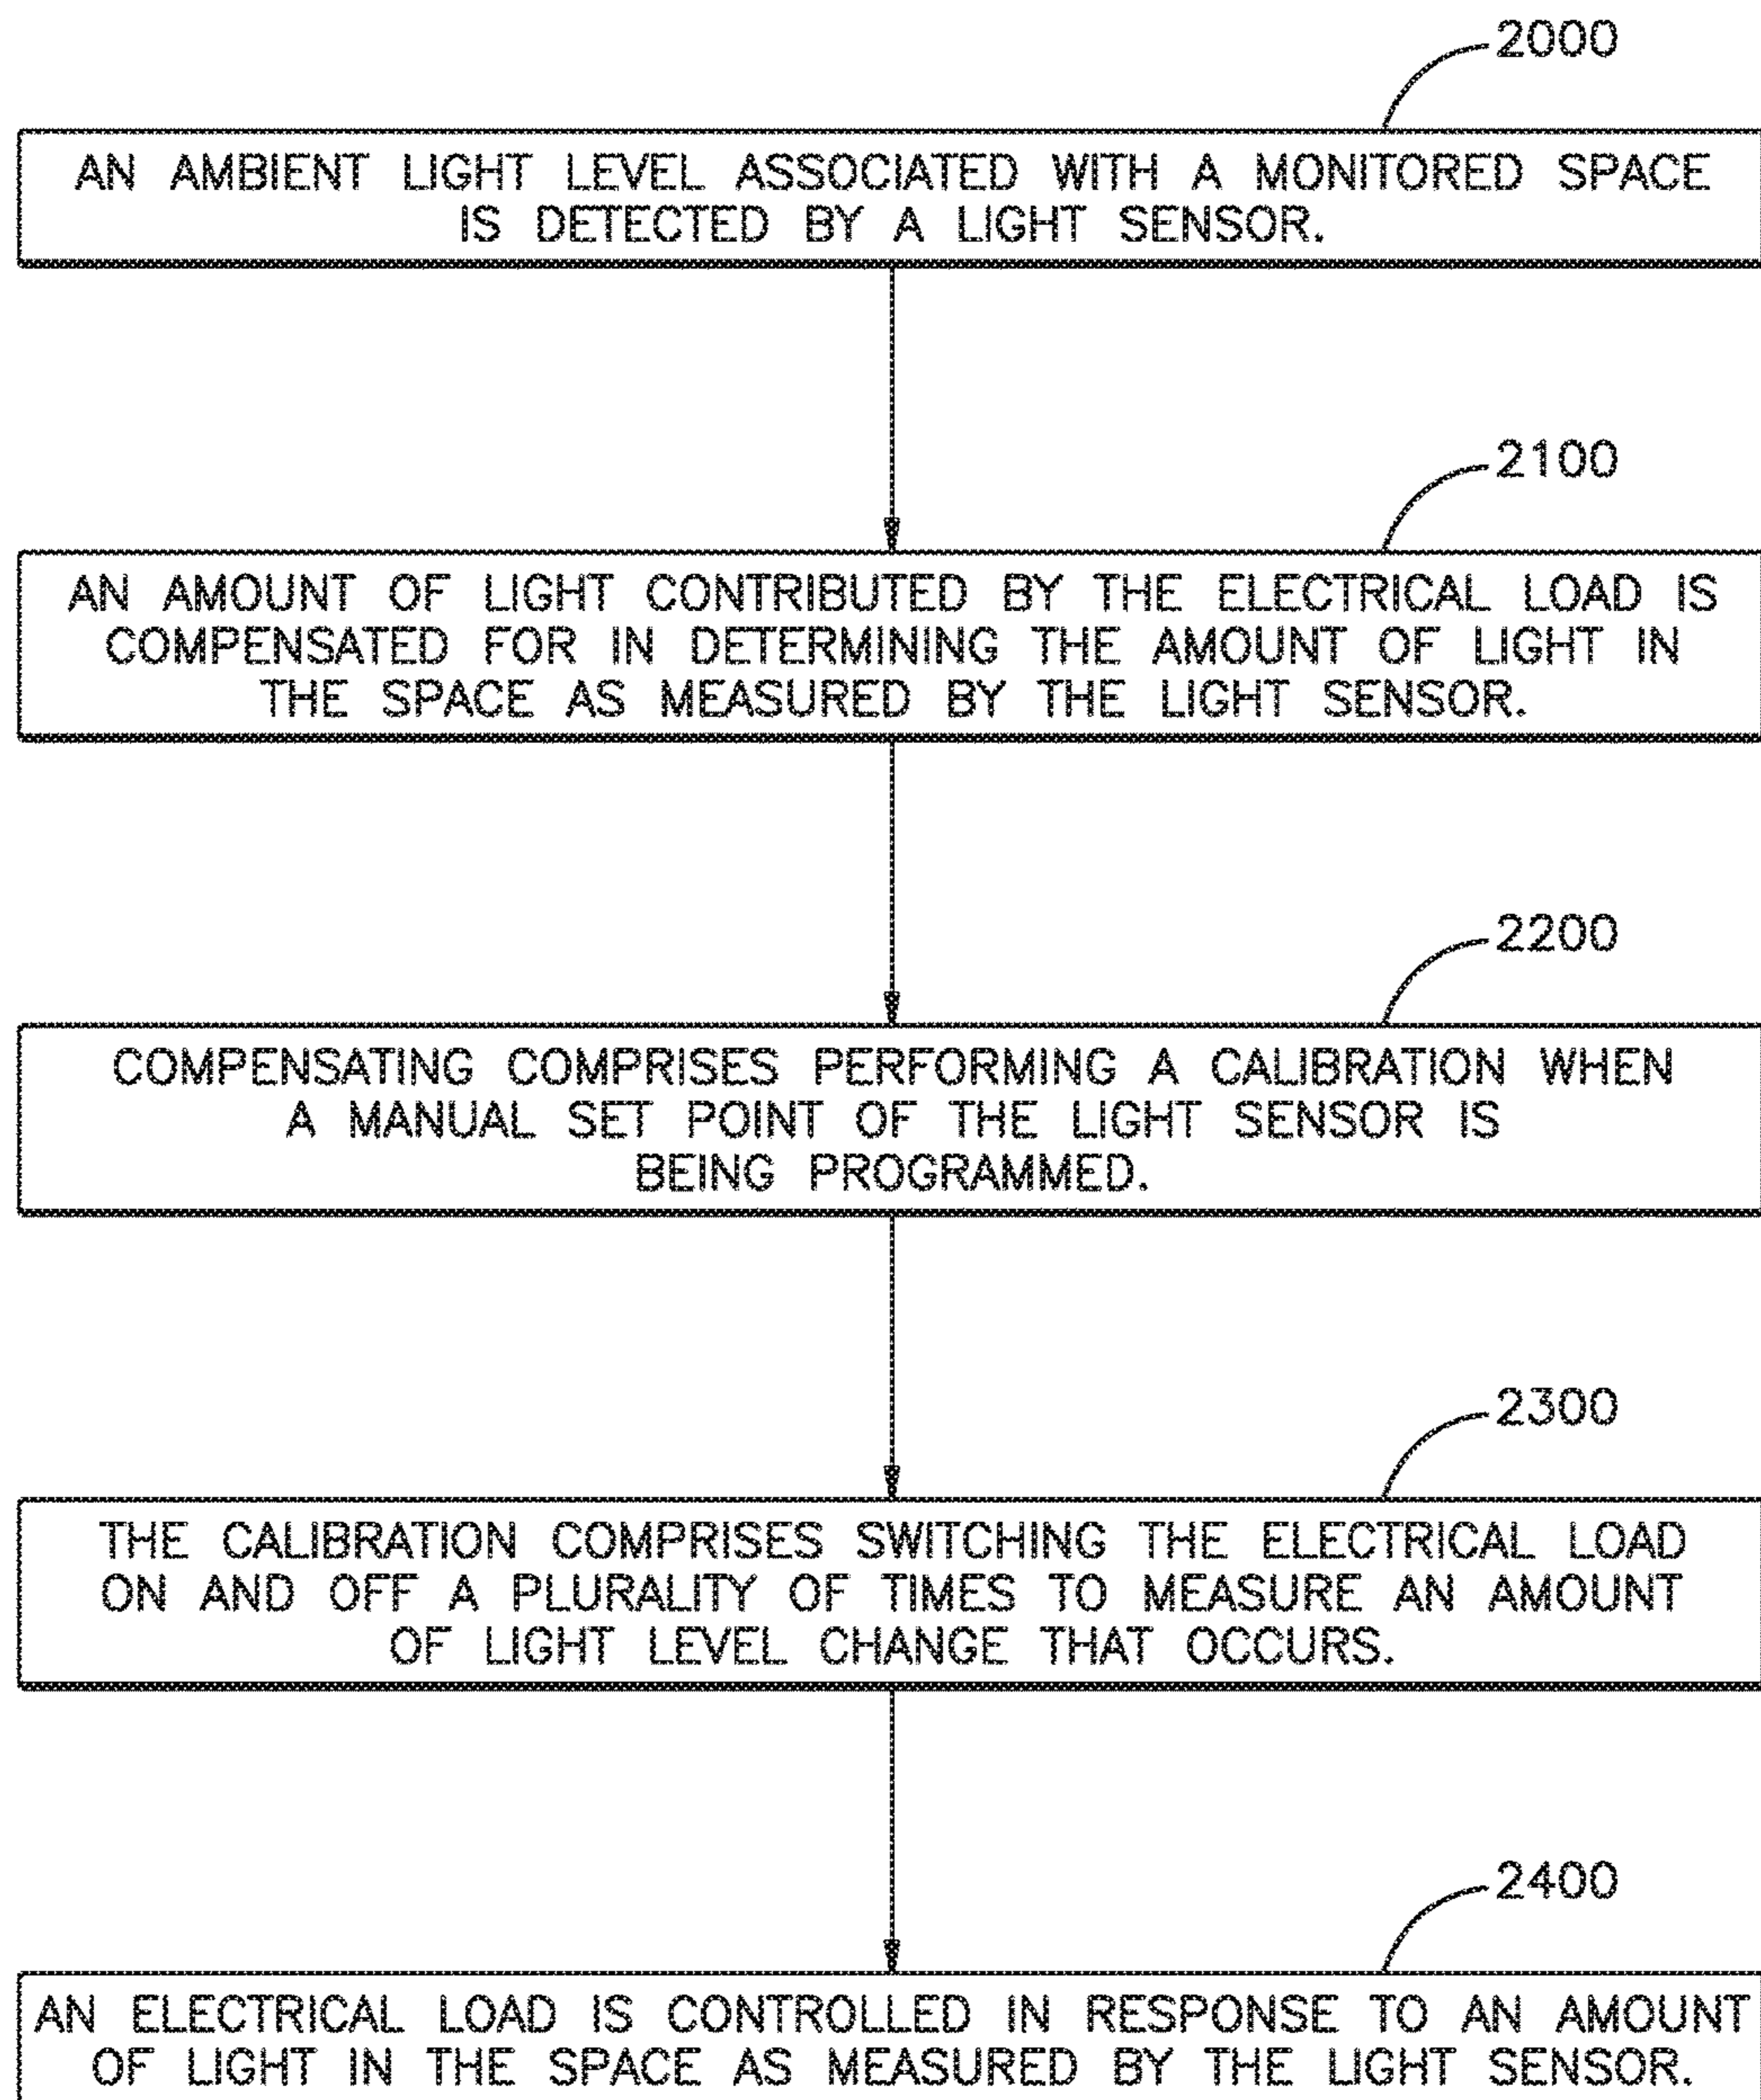 2000
AN AMBIENT LIGHT LEVEL ASSOCIATED WITH A MONITORED SPACE
IS DETECTED BY A LIGHT SENSOR.
2100
AN AMOUNT OF LIGHT CONTRIBUTED BY THE ELECTRICAL LOAD IS
COMPENSATED FOR IN DETERMINING THE AMOUNT OF LIGHT IN
THE SPACE AS MEASURED BY THE LIGHT SENSOR.
2200
COMPENSATING COMPRISES PERFORMING A CALIBRATION WHEN
A MANUAL SET POINT OF THE LIGHT SENSOR IS
BEING PROGRAMMED.
2300
THE CALIBRATION COMPRISES SWITCHING THE ELECTRICAL LOAD
ON AND OFF A PLURALITY OF TIMES TO MEASURE AN AMOUNT
OF LIGHT LEVEL CHANGE THAT OCCURS.
2400
AN ELECTRICAL LOAD IS CONTROLLED IN RESPONSE TO AN AMOUNT
OF LIGHT IN THE SPACE AS MEASURED BY THE LIGHT SENSOR.